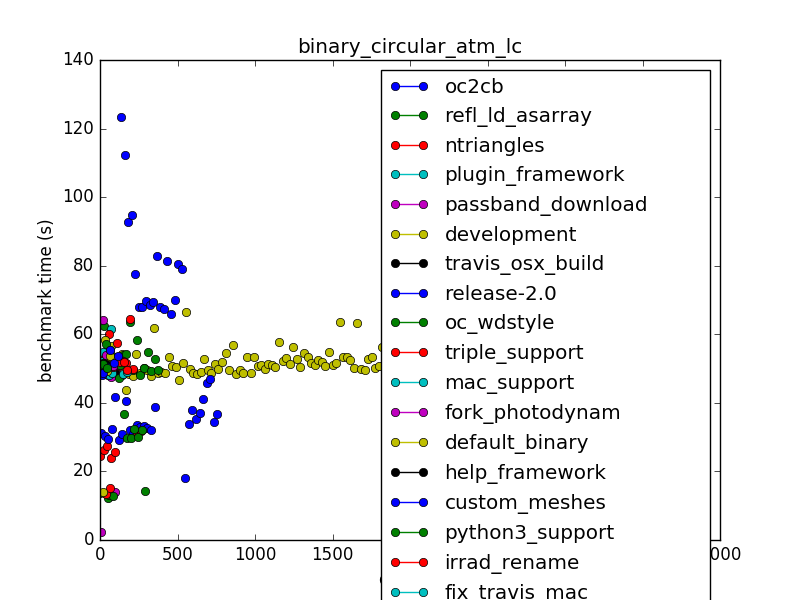 binary_circular_atm_lc
140
120
100
80
60
40
20
0
benchmark time (s)
0
500
1000
1500
000
oc2cb
refl_ld_asarray
ntriangles
plugin_framework
passband_download
development
travis_osx_build
release-2.0
oc_wdstyle
triple_support
mac_support
fork_photodynam
default_binary
help_framework
custom_meshes
python3_support
irrad_rename
fix_travis_mac